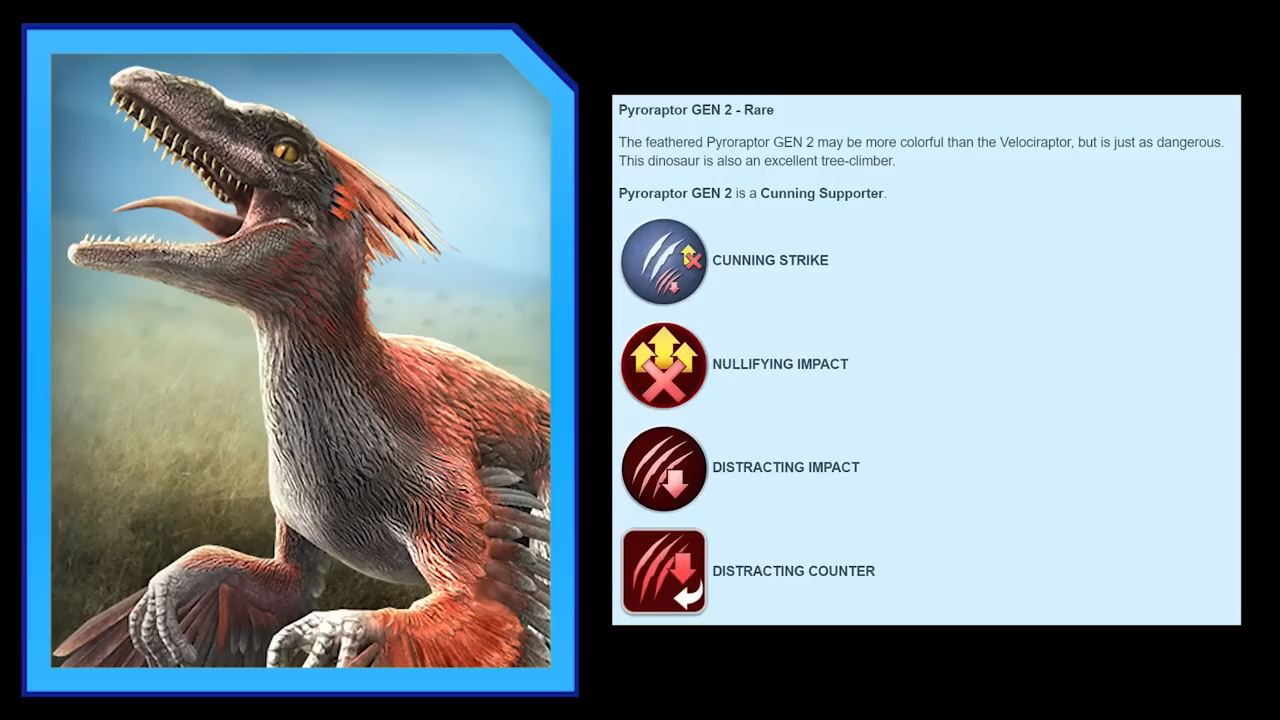 Pyroraptor GEN 2 - Rare
The feathered Pyroraptor GEN 2 may be more colorful than the Velociraptor, but is just as dangerous.
This dinosaur is also an excellent tree-climber.
Pyroraptor GEN 2 is a Cunning Supporter.
CUNNING STRIKE
NULLIFYING IMPACT
DISTRACTING IMPACT
DISTRACTING COUNTER